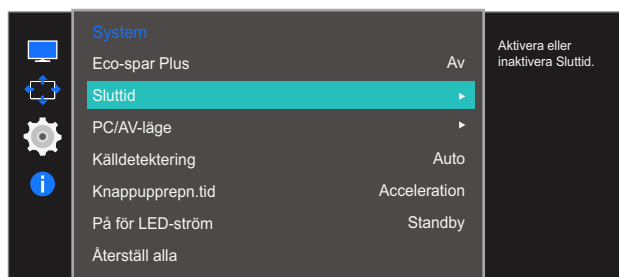 System
Eco-spar Plus Av
Sluttid
PC/AV-läge
Källdetektering Auto
Knappupprepn.tid Acceleration
På för LED-ström Standby
Återställ alla
Aktivera eller
inaktivera Sluttid.